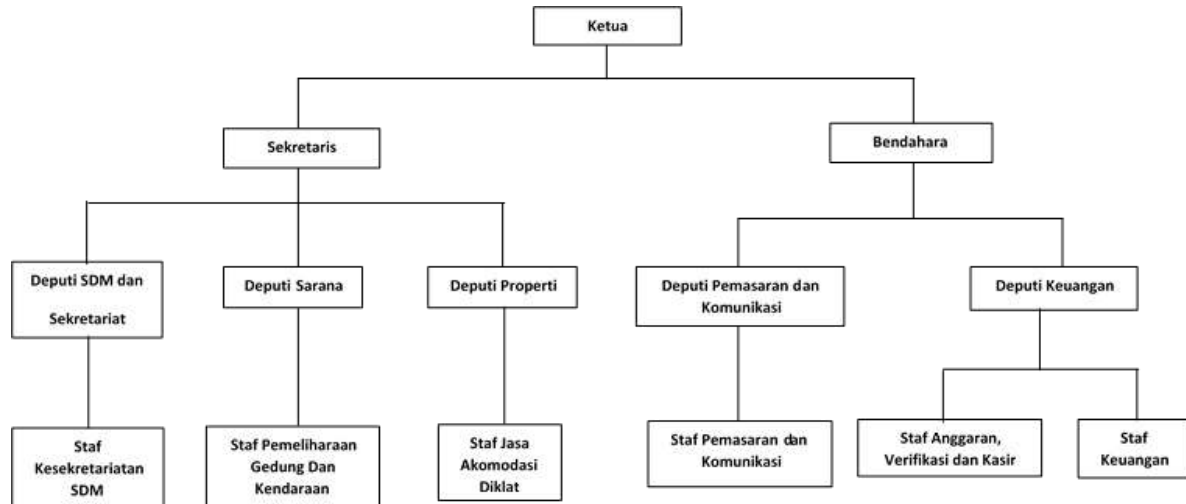 Ketua
Sekretaris
Bendahara
Deputi SDM dan
Sekretariat
Deputi Sarana
Deputi Properti
Deputi Pemasaran dan
Komunikasi
Deputi Keuangan
Staf
Kesekretariatan
SDM
Staf Pemeliharaan
Gedung Dan
Kendaraan
Staf Jasa
Akomodasi
Diklat
Staf Pemasaran dan
Komunikasi
Staf Anggaran,
Verifikasi dan Kasir
Staf
Keuangan